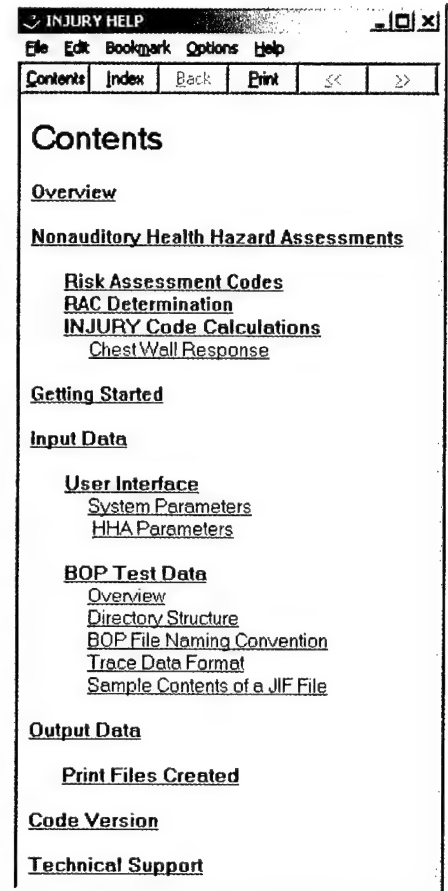 INJURY HELP
File Edit Bookmark Options Help
Contents Index Back Print << >>
Contents
Overview
Nonauditory Health Hazard Assessments
Risk Assessment Codes
RAC Determination
INJURY Code Calculations
Chest Wall Response
Getting Started
Input Data
User Interface
System Parameters
HHA Parameters
BOP Test Data
Overview
Directory Structure
BOP File Naming Convention
Trace Data Format
Sample Contents of a JIF File
Output Data
Print Files Created
Code Version
Technical Support